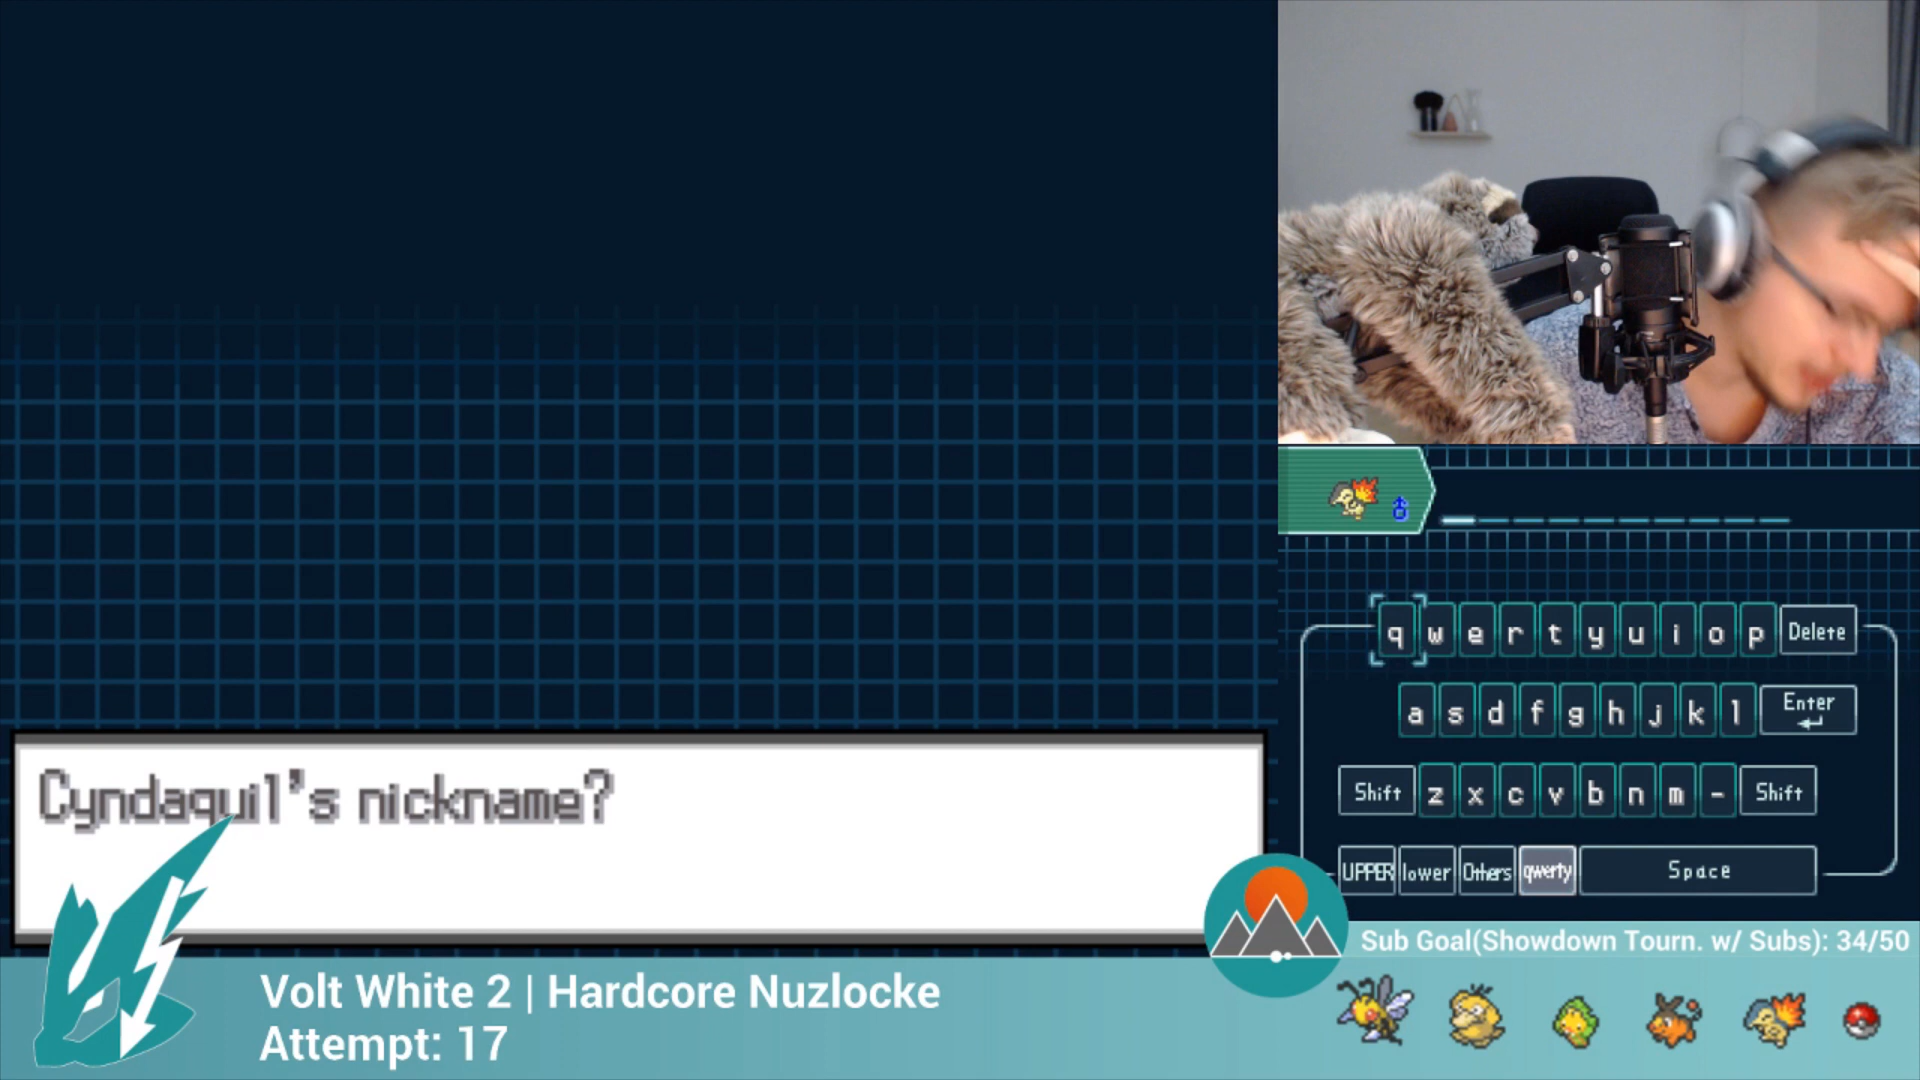 Cyndaquil's nickname?
q w e r t y u i o p Delete
a s d f g h j k l Enter
Shift z x c v b n m - Shift
UPPER lower Others qwerty Space
Sub Goal(Showdown Tourn. w/ Subs): 34/50
Volt White 2 | Hardcore Nuzlocke
Attempt: 17